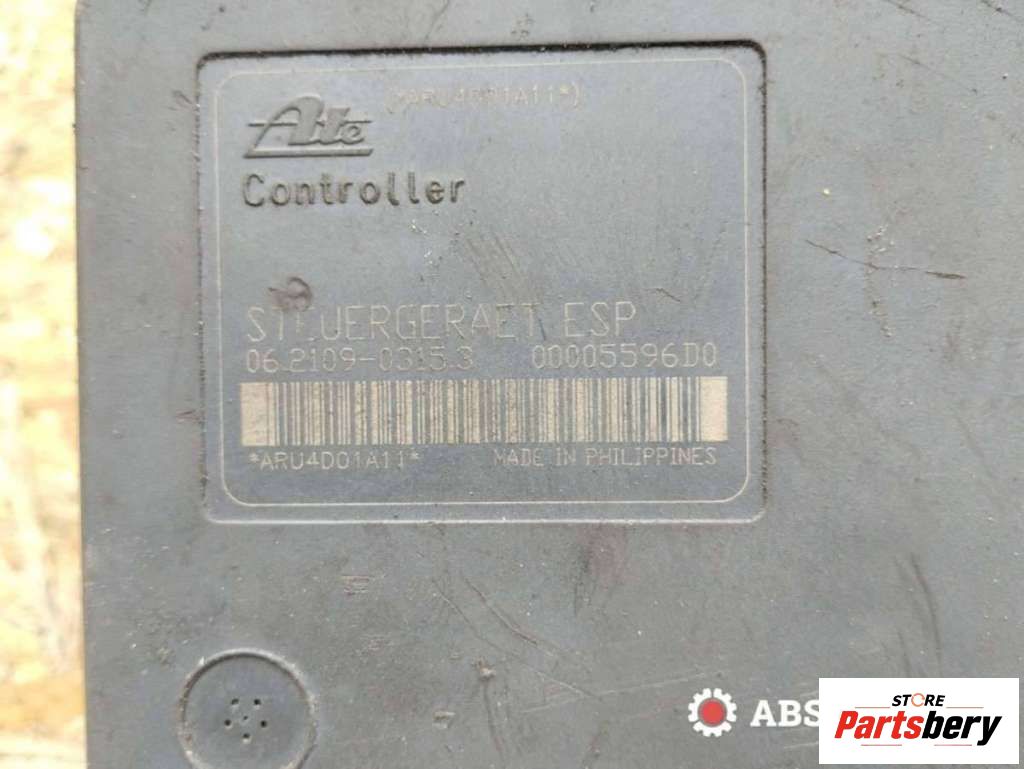 (*ARU4D01A11*)
Ate
Controller
STEUERGERAET ESP
06.2109-0315.3 00005596D0
*ARU4D01A11* MADE IN PHILIPPINES
ABS
STORE
Partsbery